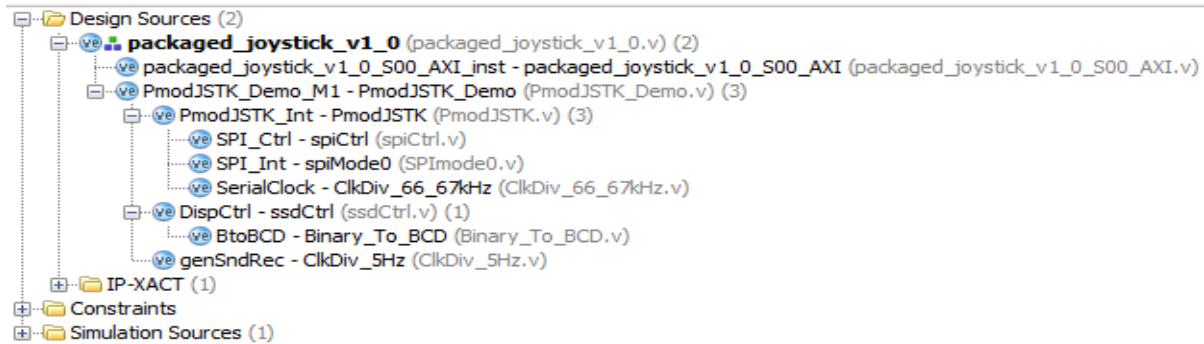 Design Sources (2)
packaged_joystick_v1_0 (packaged_joystick_v1_0.v) (2)
packaged_joystick_v1_0_S00_AXI_inst - packaged_joystick_v1_0_S00_AXI (packaged_joystick_v1_0_S00_AXI.v)
PmodJSTK_Demo_M1 - PmodJSTK_Demo (PmodJSTK_Demo.v) (3)
PmodJSTK_Int - PmodJSTK (PmodJSTK.v) (3)
SPI_Ctrl - spiCtrl (spiCtrl.v)
SPI_Int - spiMode0 (SPImode0.v)
SerialClock - ClkDiv_66_67kHz (ClkDiv_66_67kHz.v)
DispCtrl - ssdCtrl (ssdCtrl.v) (1)
BtoBCD - Binary_To_BCD (Binary_To_BCD.v)
genSndRec - ClkDiv_5Hz (ClkDiv_5Hz.v)
IP-XACT (1)
Constraints
Simulation Sources (1)